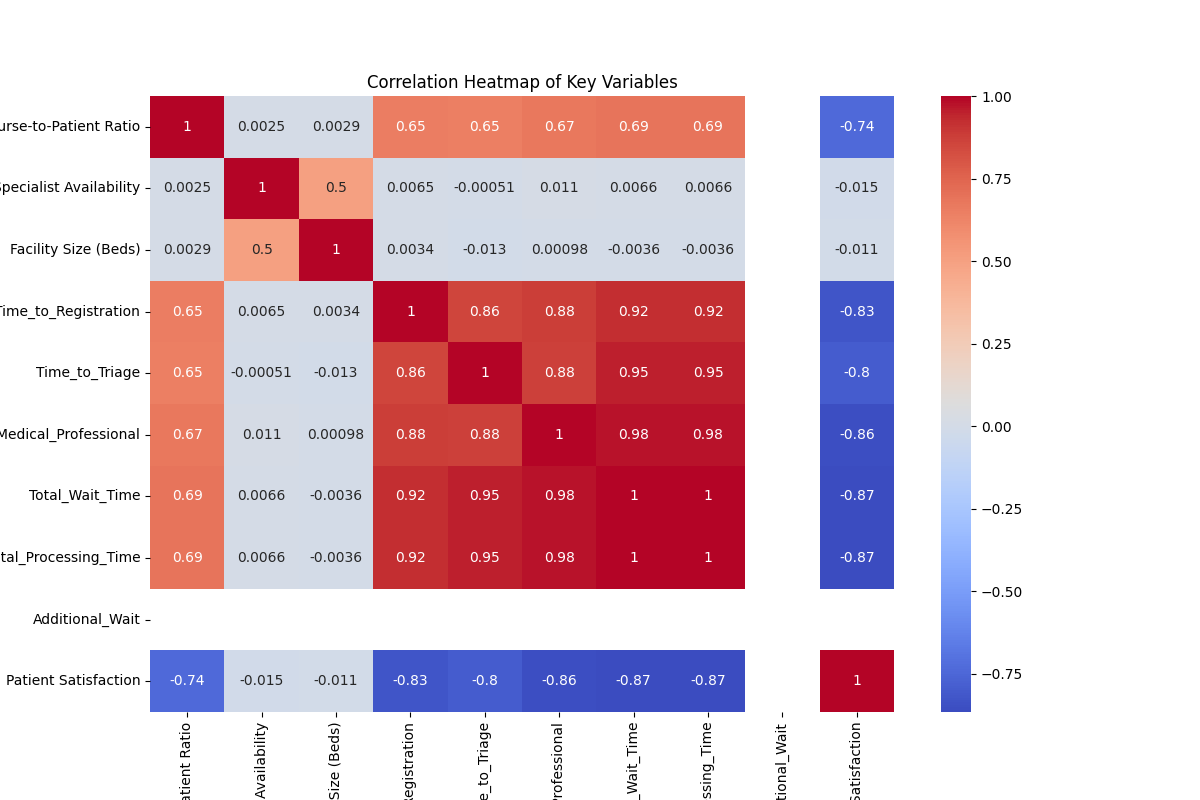 Correlation Heatmap of Key Variables
urse-to-Patient Ratio 1 0.0025 0.0029 0.65 0.65 0.67 0.69 0.69 -0.74
Specialist Availability 0.0025 1 0.5 0.0065 -0.00051 0.011 0.0066 0.0066 -0.015
Facility Size (Beds) 0.0029 0.5 1 0.0034 -0.013 0.00098 -0.0036 -0.0036 -0.011
Time_to_Registration 0.65 0.0065 0.0034 1 0.86 0.88 0.92 0.92 -0.83
Time_to_Triage 0.65 -0.00051 -0.013 0.86 1 0.88 0.95 0.95 -0.8
Medical_Professional 0.67 0.011 0.00098 0.88 0.88 1 0.98 0.98 -0.86
Total_Wait_Time 0.69 0.0066 -0.0036 0.92 0.95 0.98 1 1 -0.87
tal_Processing_Time 0.69 0.0066 -0.0036 0.92 0.95 0.98 1 1 -0.87
Additional_Wait
Patient Satisfaction -0.74 -0.015 -0.011 -0.83 -0.8 -0.86 -0.87 -0.87 1
atient Ratio
Availability
Size (Beds)
Registration
e_to_Triage
Professional
_Wait_Time
ssing_Time
tional_Wait
Satisfaction
1.00
0.75
0.50
0.25
0.00
−0.25
−0.50
−0.75